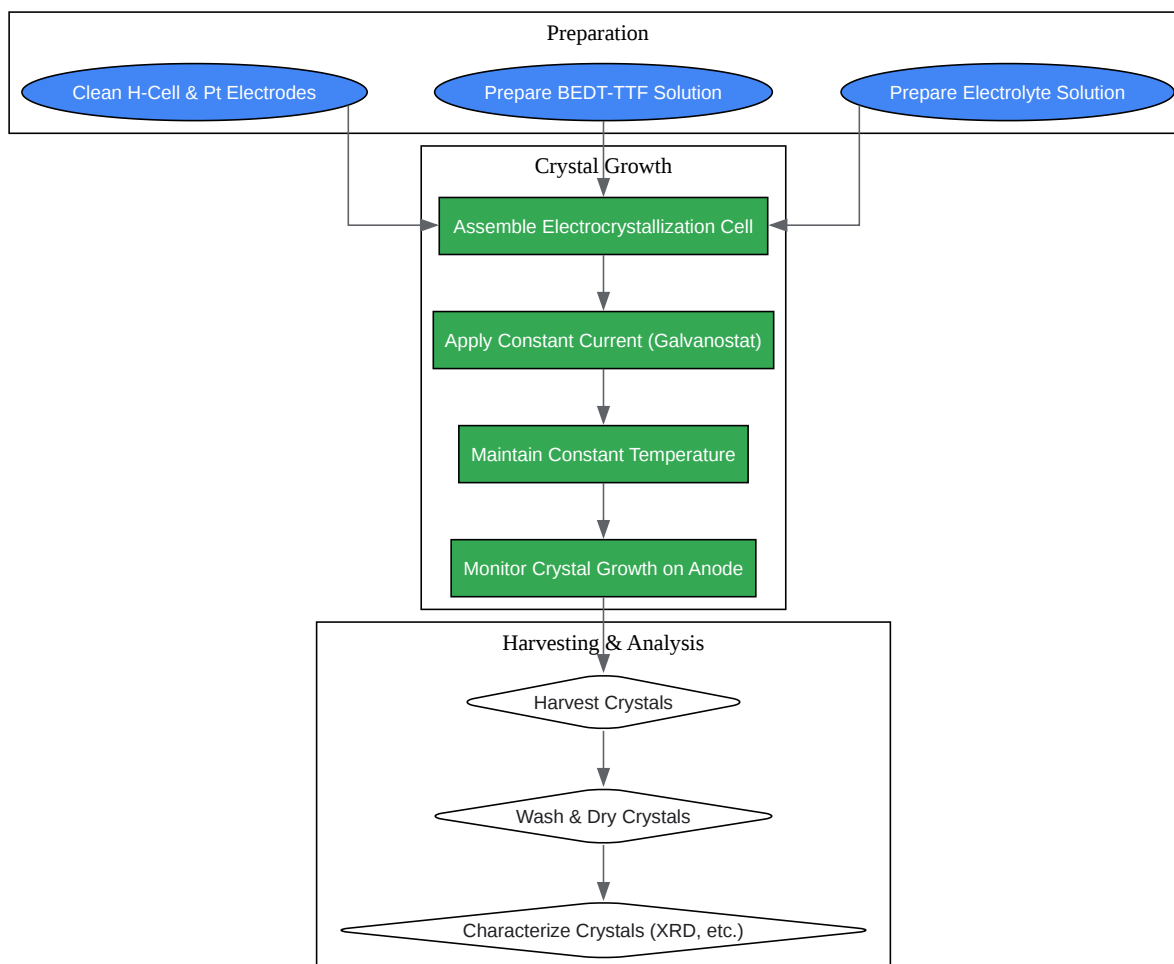 Preparation
Clean H-Cell & Pt Electrodes
Prepare BEDT-TTF Solution
Prepare Electrolyte Solution
Crystal Growth
Assemble Electrocrystallization Cell
Apply Constant Current (Galvanostat)
Maintain Constant Temperature
Monitor Crystal Growth on Anode
Harvesting & Analysis
Harvest Crystals
Wash & Dry Crystals
Characterize Crystals (XRD, etc.)